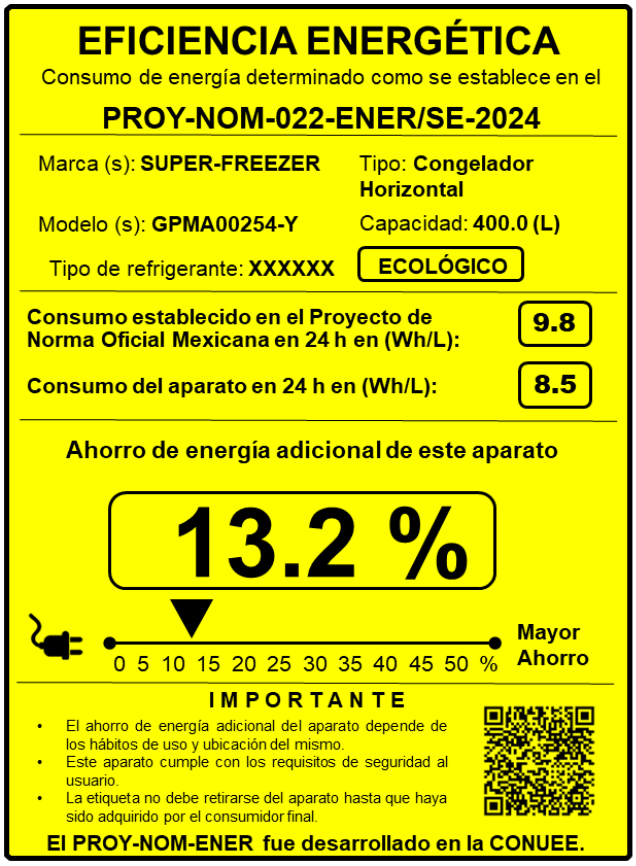 EFICIENCIA ENERGÉTICA
Consumo de energía determinado como se establece en el
PROY-NOM-022-ENER/SE-2024
Marca (s): SUPER-FREEZER
Tipo: Congelador
Horizontal
Modelo (s): GPMA00254-Y
Capacidad: 400.0 (L)
Tipo de refrigerante: XXXXXX
ECOLÓGICO
Consumo establecido en el Proyecto de
Norma Oficial Mexicana en 24 h en (Wh/L):
9.8
Consumo del aparato en 24 h en (Wh/L):
8.5
Ahorro de energía adicional de este aparato
13.2 %
0 5 10 15 20 25 30 35 40 45 50 %
Mayor
Ahorro
IMPORTANTE
• El ahorro de energía adicional del aparato depende de
los hábitos de uso y ubicación del mismo.
• Este aparato cumple con los requisitos de seguridad al
usuario.
• La etiqueta no debe retirarse del aparato hasta que haya
sido adquirido por el consumidor final.
El PROY-NOM-ENER fue desarrollado en la CONUEE.